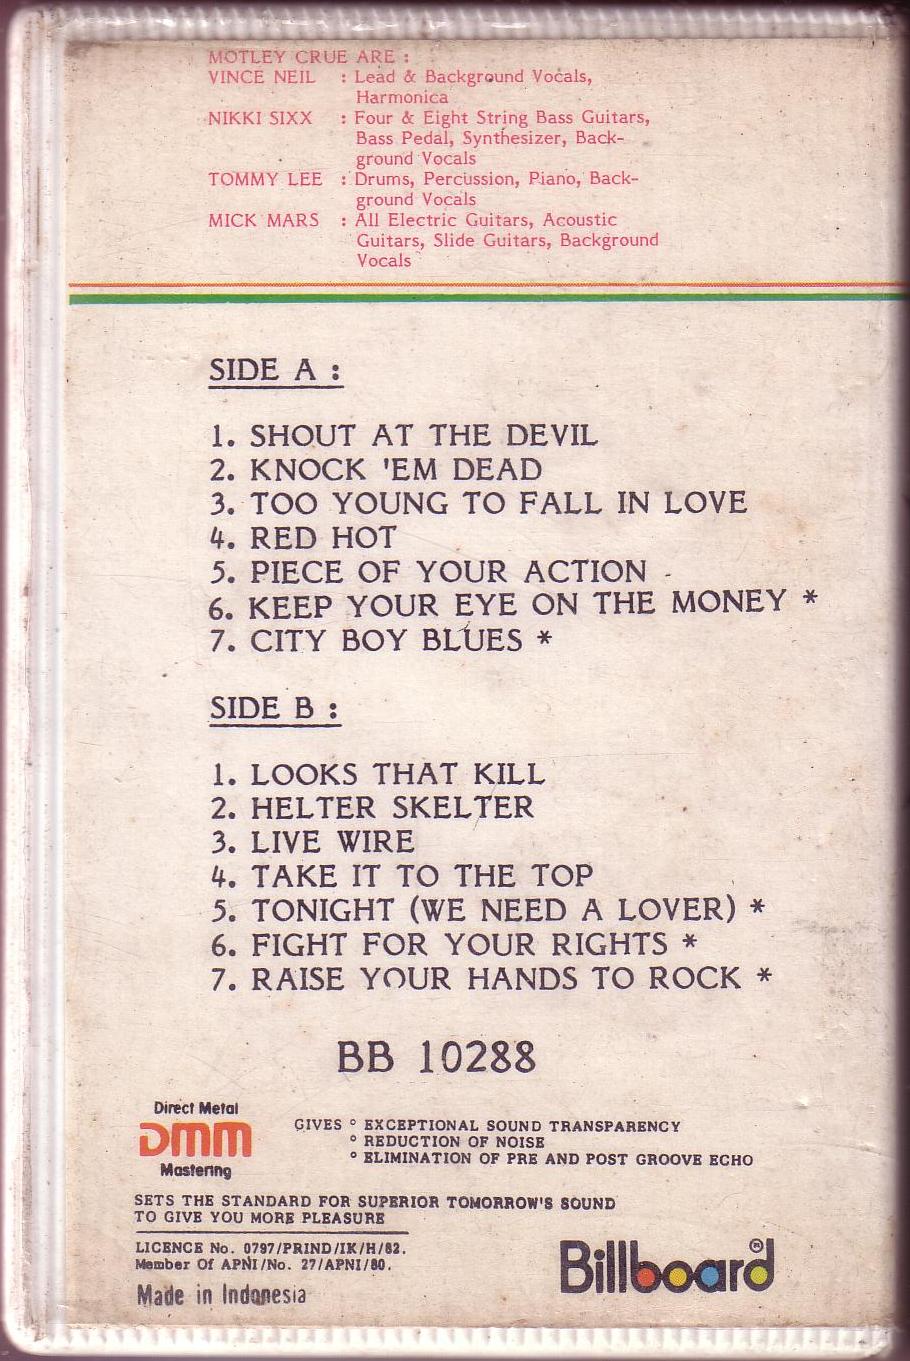 MOTLEY CRUE ARE :
VINCE NEIL : Lead & Background Vocals,
Harmonica
NIKKI SIXX : Four & Eight String Bass Guitars,
Bass Pedal, Synthesizer, Back-
ground Vocals
TOMMY LEE : Drums, Percussion, Piano, Back-
ground Vocals
MICK MARS : All Electric Guitars, Acoustic
Guitars, Slide Guitars, Background
Vocals
SIDE A :
1. SHOUT AT THE DEVIL
2. KNOCK 'EM DEAD
3. TOO YOUNG TO FALL IN LOVE
4. RED HOT
5. PIECE OF YOUR ACTION
6. KEEP YOUR EYE ON THE MONEY *
7. CITY BOY BLUES *
SIDE B :
1. LOOKS THAT KILL
2. HELTER SKELTER
3. LIVE WIRE
4. TAKE IT TO THE TOP
5. TONIGHT (WE NEED A LOVER) *
6. FIGHT FOR YOUR RIGHTS *
7. RAISE YOUR HANDS TO ROCK *
BB 10288
Direct Metal
DMM
Mastering
GIVES ° EXCEPTIONAL SOUND TRANSPARENCY
° REDUCTION OF NOISE
° ELIMINATION OF PRE AND POST GROOVE ECHO
SETS THE STANDARD FOR SUPERIOR TOMORROW'S SOUND
TO GIVE YOU MORE PLEASURE
LICENCE No. 0797/PRIND/IK/H/82.
Member Of APNI/No. 27/APNI/80.
Made in Indonesia
Billboard ®